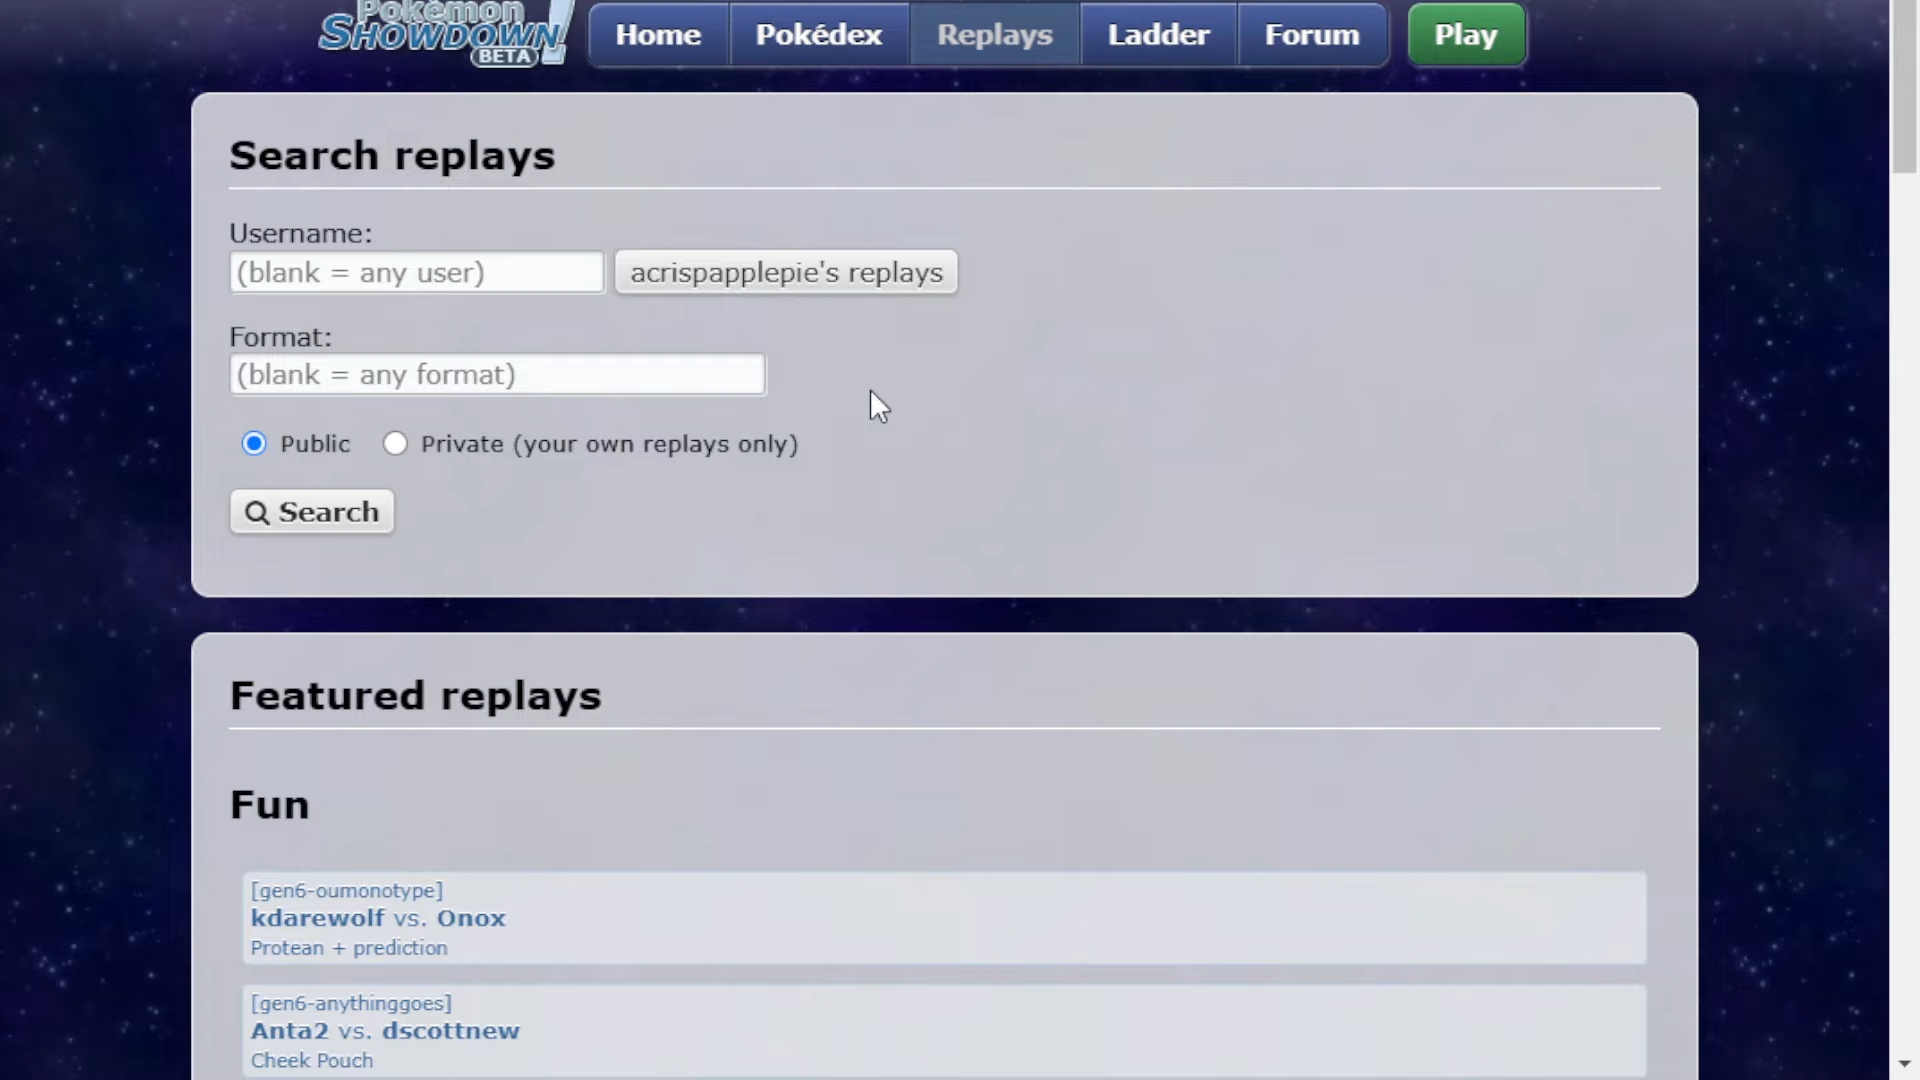 Pokémon
SHOWDOWN!
BETA
Home
Pokédex
Replays
Ladder
Forum
Play
Search replays
Username:
(blank = any user)
acrispapplepie's replays
Format:
(blank = any format)
Public
Private (your own replays only)
Search
Featured replays
Fun
[gen6-oumonotype]
kdarewolf vs. Onox
Protean + prediction
[gen6-anythinggoes]
Anta2 vs. dscottnew
Cheek Pouch